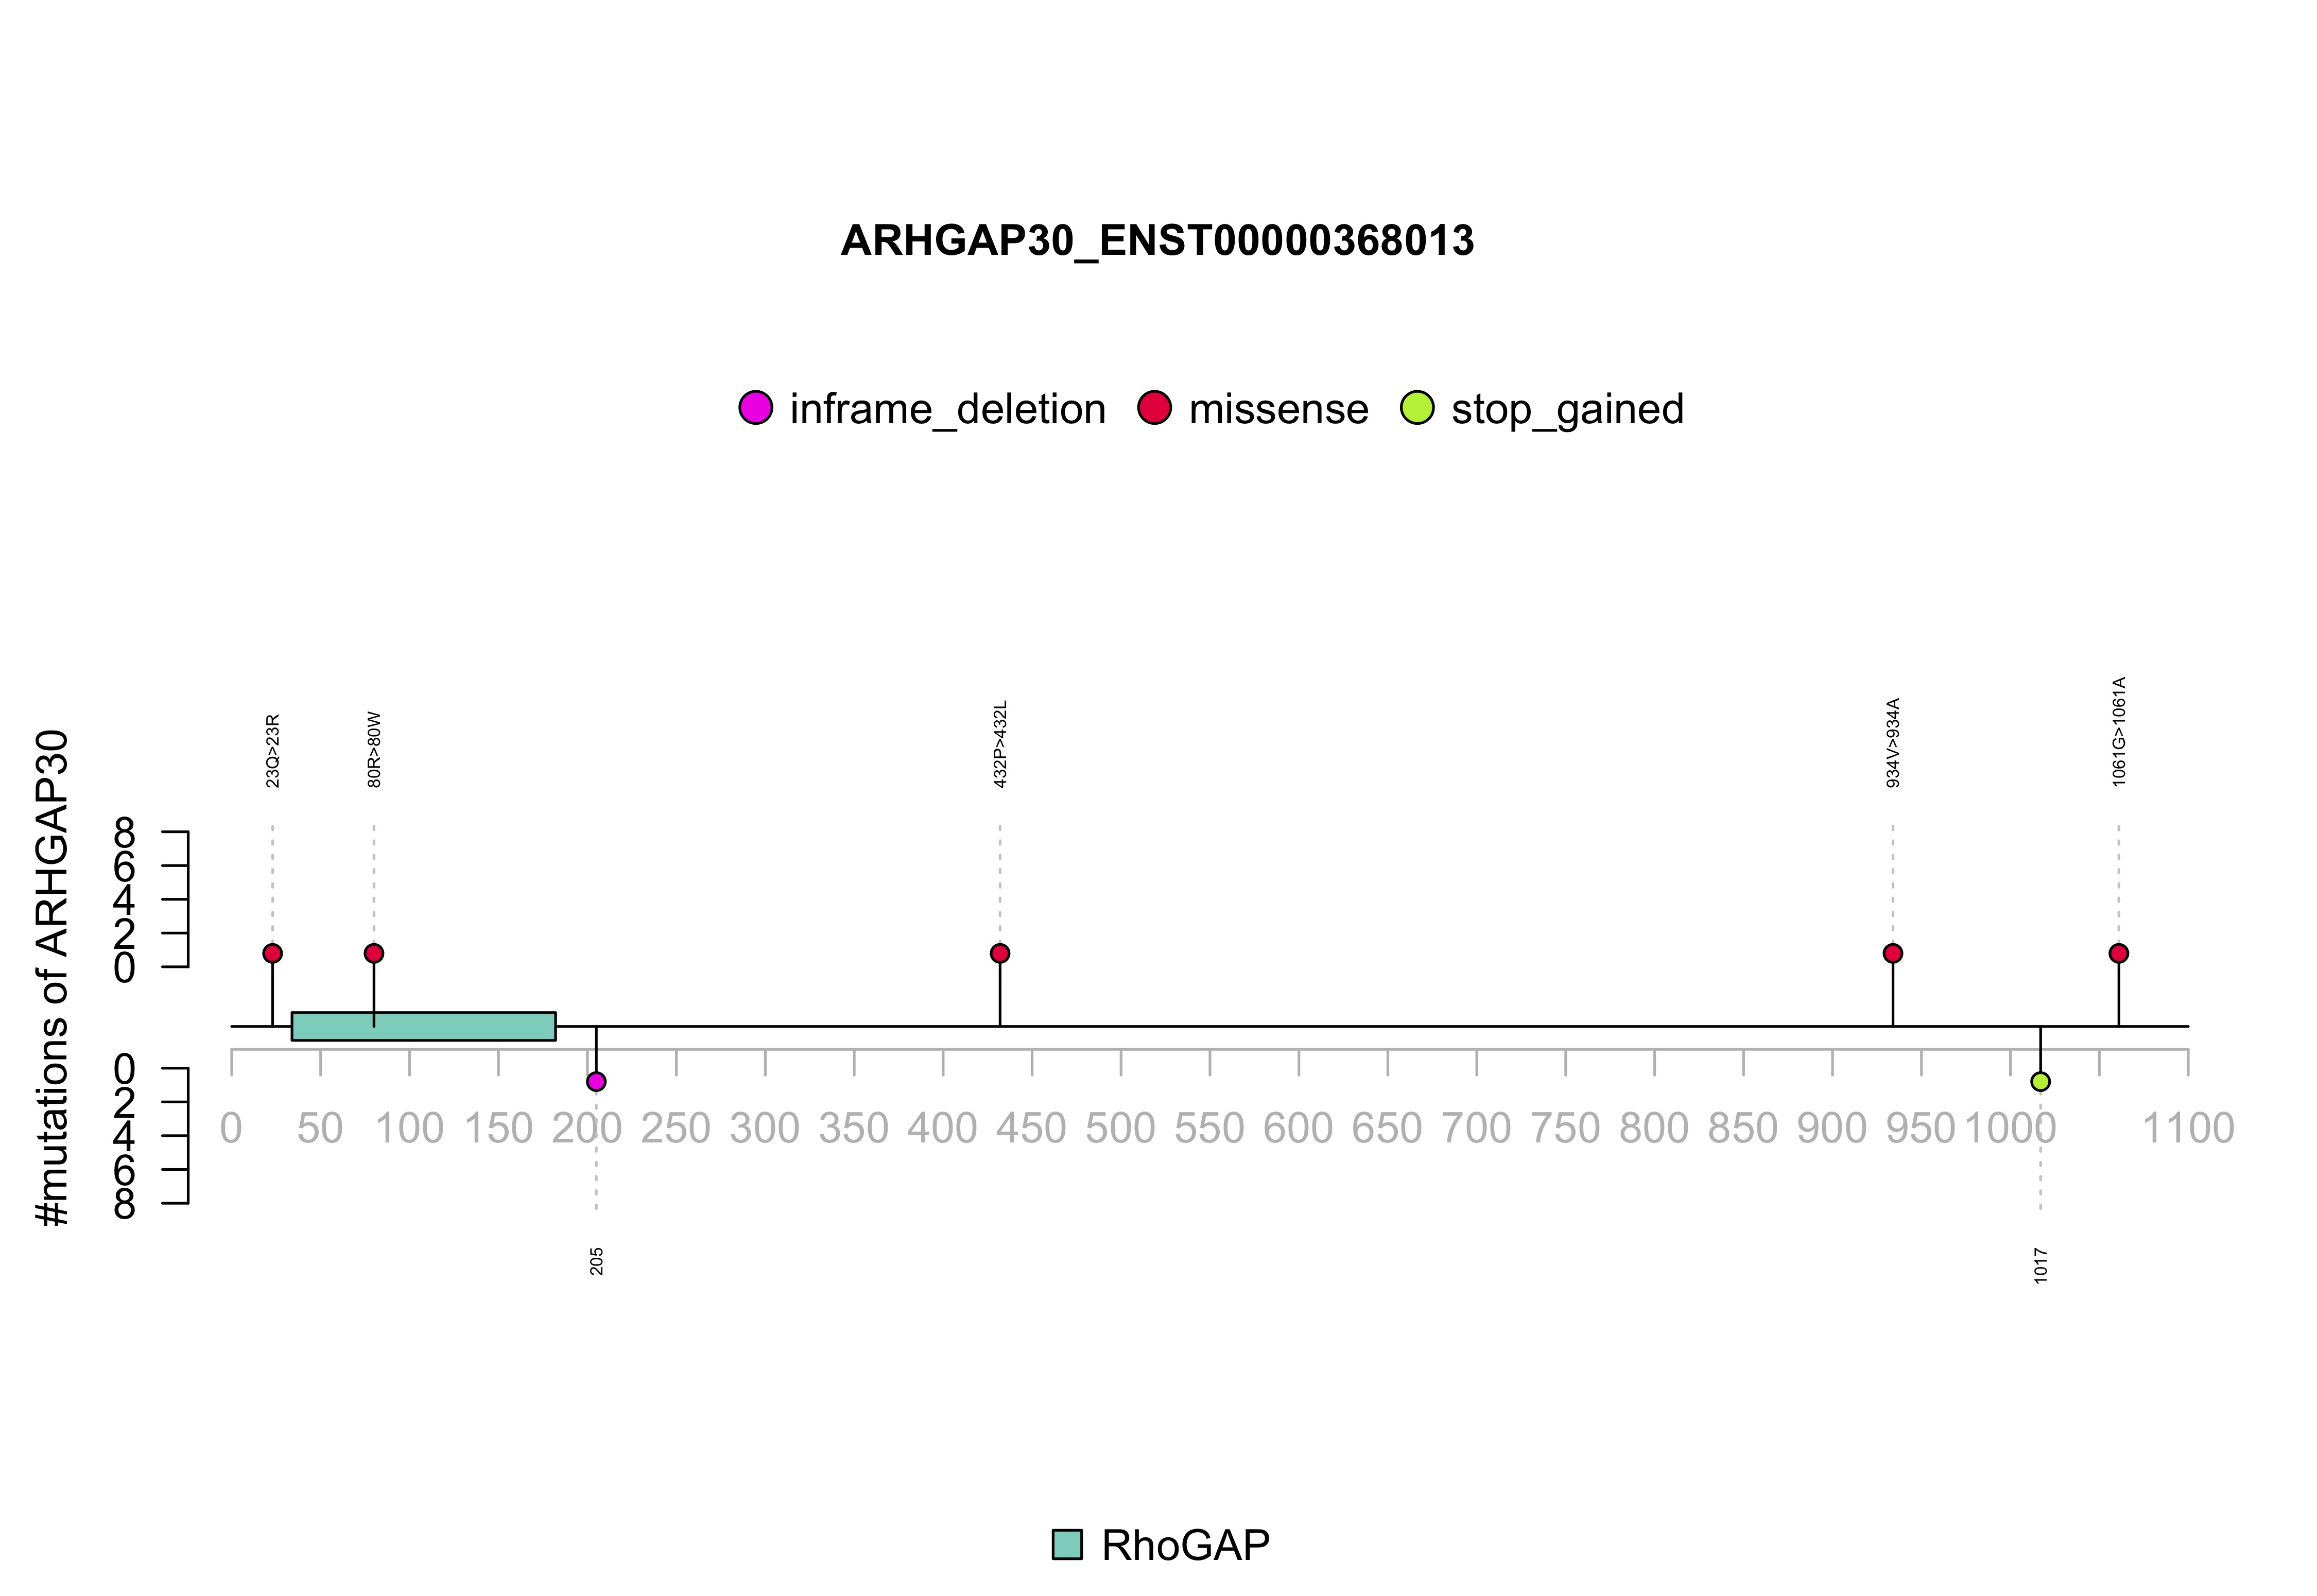 ARHGAP30_ENST00000368013
inframe_deletion missense stop_gained
23Q>23R
80R>80W
432P>432L
934V>934A
1061G>1061A
#mutations of ARHGAP30
8
6
4
2
0
0
2
4
6
8
0 50 100 150 200 250 300 350 400 450 500 550 600 650 700 750 800 850 900 950 1000 1100
205
1017
RhoGAP